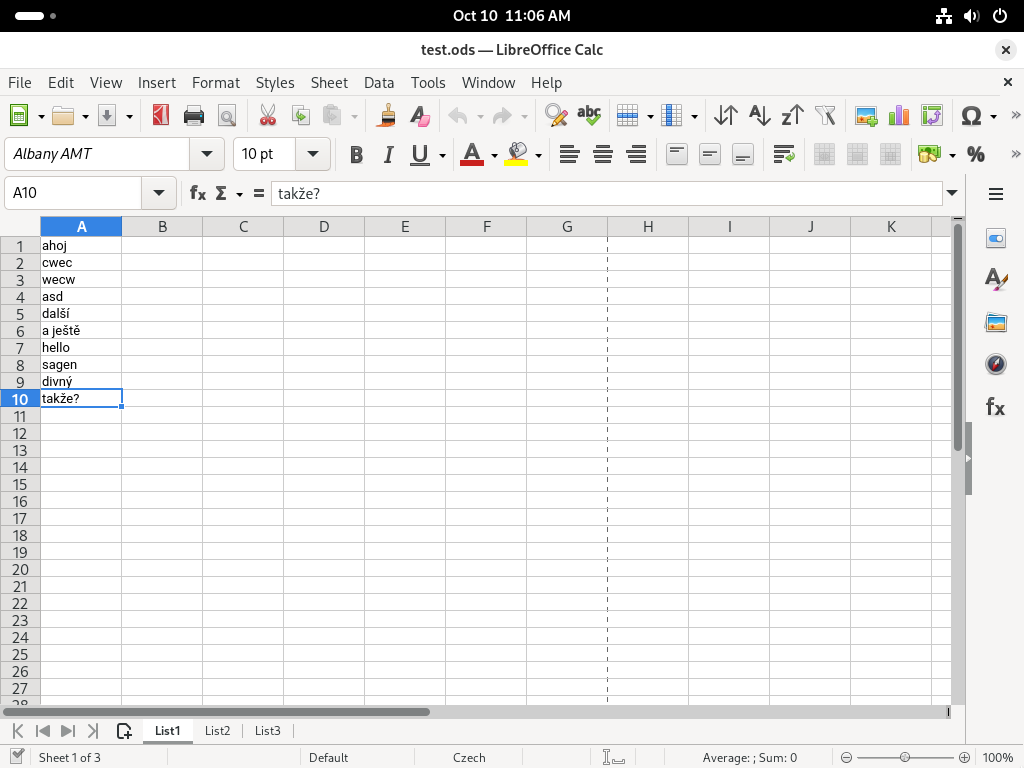 Oct 10  11:06 AM
test.ods — LibreOffice Calc
File Edit View Insert Format Styles Sheet Data Tools Window Help
Albany AMT 10 pt
A10 takže?
A B C D E F G H I J K
1 ahoj
2 cwec
3 wecw
4 asd
5 další
6 a ještě
7 hello
8 sagen
9 divný
10 takže?
11
12
13
14
15
16
17
18
19
20
21
22
23
24
25
26
27
28
List1 List2 List3
Sheet 1 of 3 Default Czech Average: ; Sum: 0 100%